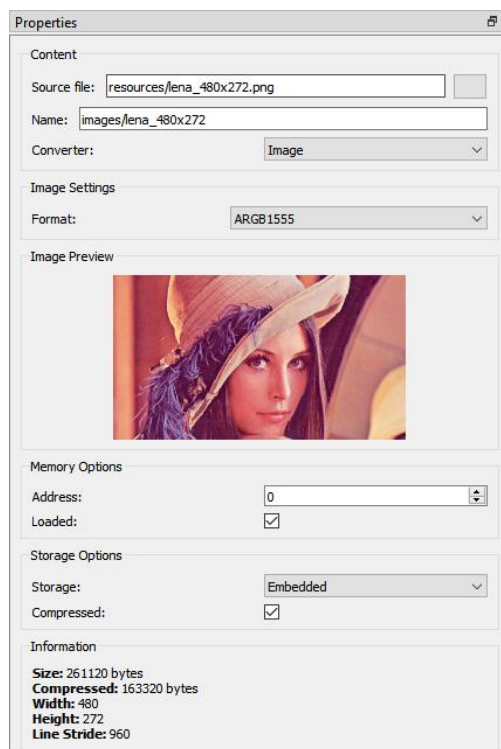 Properties
Content
Source file: resources/lena_480x272.png
Name: images/lena_480x272
Converter: Image
Image Settings
Format: ARGB1555
Image Preview
Memory Options
Address: 0
Loaded:
Storage Options
Storage: Embedded
Compressed:
Information
Size: 261120 bytes
Compressed: 163320 bytes
Width: 480
Height: 272
Line Stride: 960